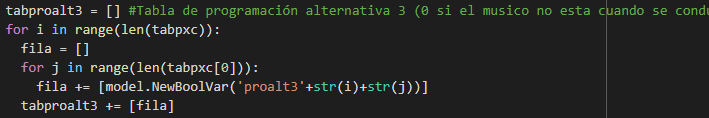 tabproalt3 = [] #Tabla de programación alternativa 3 (0 si el musico no esta cuando se
for i in range(len(tabpxc)):
    fila = []
    for j in range(len(tabpxc[0])):
        fila += [model.NewBoolVar('proalt3'+str(i)+str(j))]
    tabproalt3 += [fila]